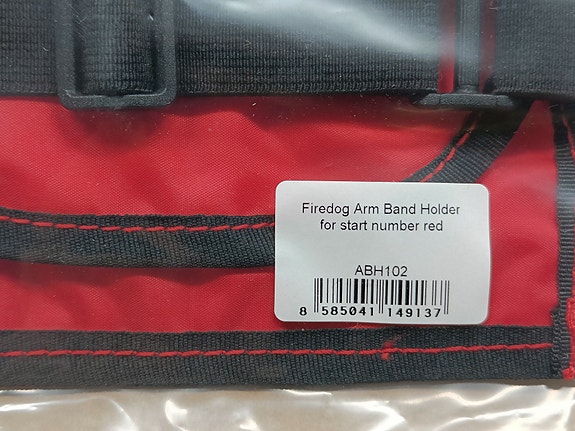 Firedog Arm Band Holder
for start number red
ABH102
8 585041 149137